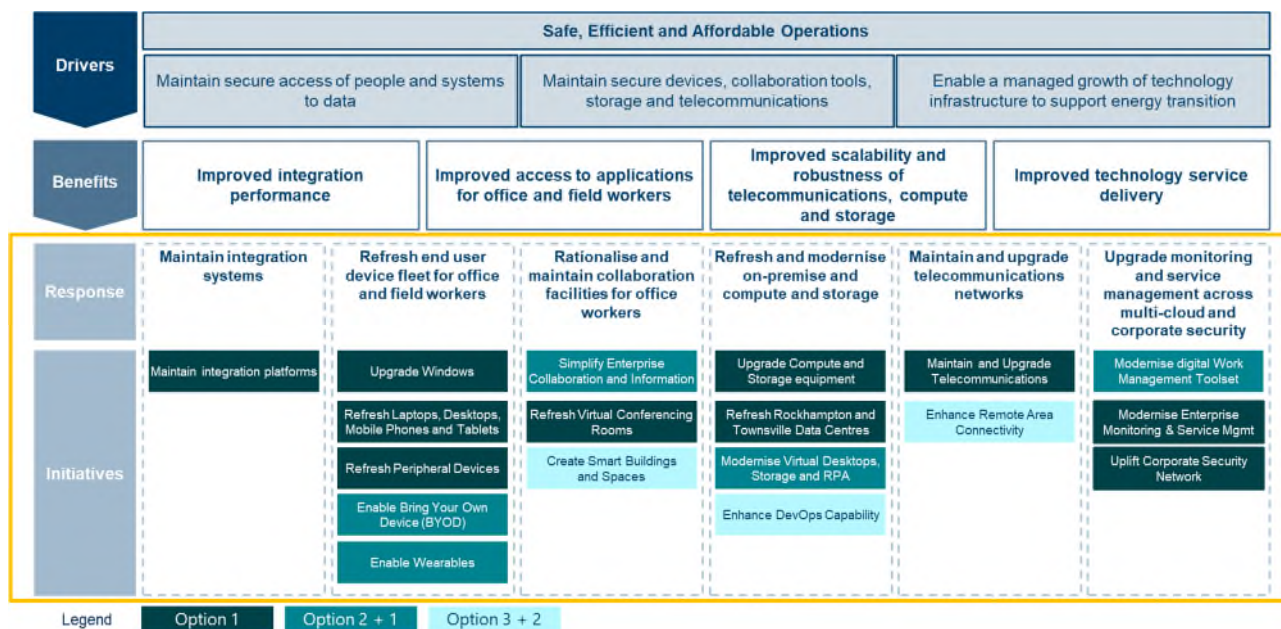 Drivers
Safe, Efficient and Affordable Operations
Maintain secure access of people and systems
to data
Maintain secure devices, collaboration tools,
storage and telecommunications
Enable a managed growth of technology
infrastructure to support energy transition
Benefits
Improved integration
performance
Improved access to applications
for office and field workers
Improved scalability and
robustness of
telecommunications, compute
and storage
Improved technology service
delivery
Response
Maintain integration
systems
Refresh end user
device fleet for office
and field workers
Rationalise and
maintain collaboration
facilities for office
workers
Refresh and modernise
on-premise and
compute and storage
Maintain and upgrade
telecommunications
networks
Upgrade monitoring
and service
management across
multi-cloud and
corporate security
Initiatives
Maintain integration platforms
Upgrade Windows
Refresh Laptops, Desktops,
Mobile Phones and Tablets
Refresh Peripheral Devices
Enable Bring Your Own
Device (BYOD)
Enable Wearables
Simplify Enterprise
Collaboration and Information
Refresh Virtual Conferencing
Rooms
Create Smart Buildings
and Spaces
Upgrade Compute and
Storage equipment
Refresh Rockhampton and
Townsville Data Centres
Modernise Virtual Desktops,
Storage and RPA
Enhance DevOps Capability
Maintain and Upgrade
Telecommunications
Enhance Remote Area
Connectivity
Modernise digital Work
Management Toolset
Modernise Enterprise
Monitoring & Service Mgmt
Uplift Corporate Security
Network
Legend
Option 1
Option 2 + 1
Option 3 + 2